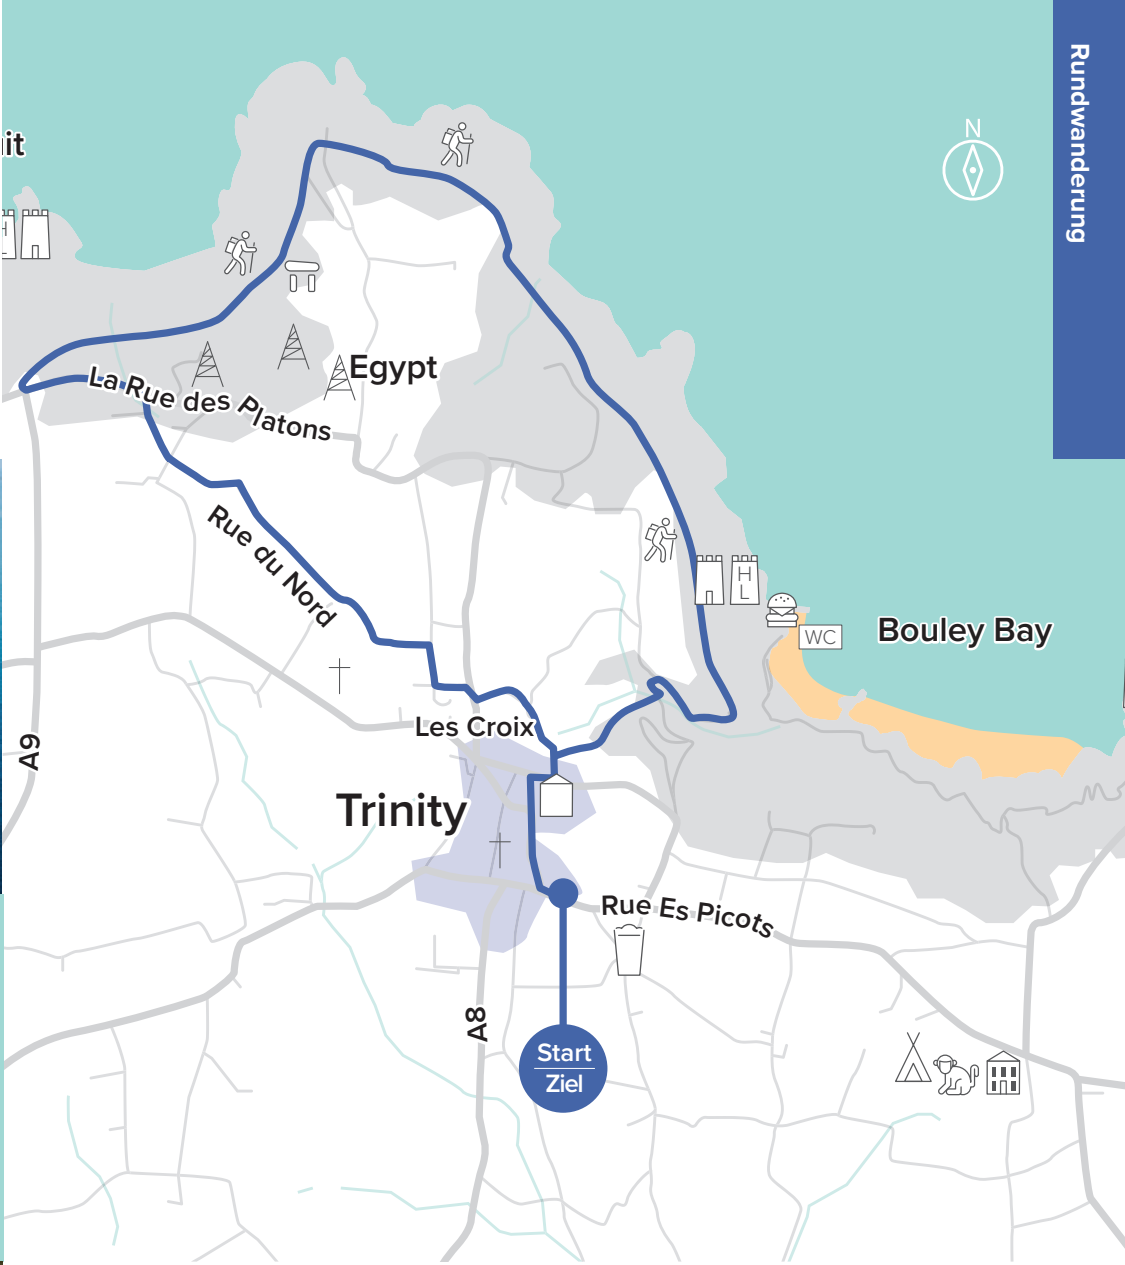 Rundwanderung
N
it
H
L
Egypt
La Rue des Platons
Rue du Nord
H
L
WC
Bouley Bay
Les Croix
A9
Trinity
Rue Es Picots
A8
Start
Ziel